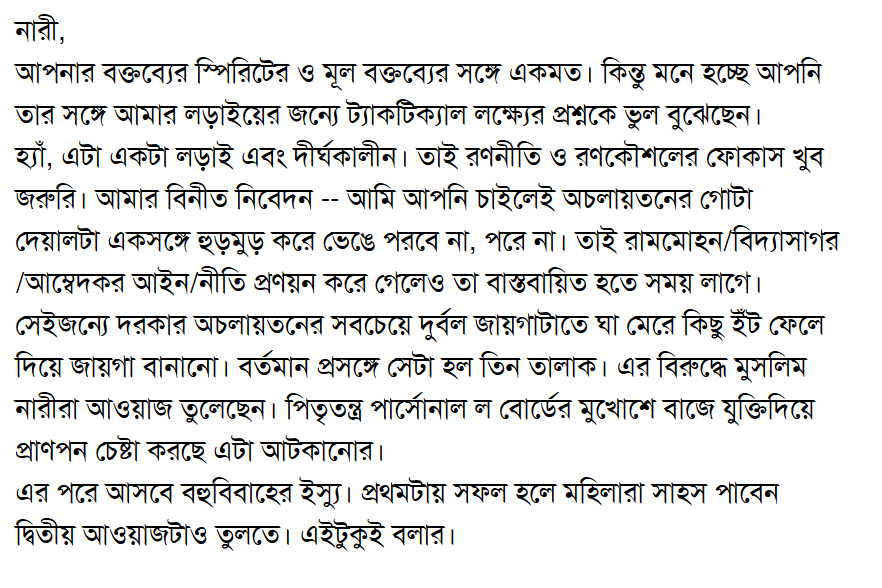 নারী,
আপনার বক্তব্যের স্পিরিটের ও মূল বক্তব্যের সঙ্গে একমত। কিন্তু মনে হচ্ছে আপনি
তার সঙ্গে আমার লড়াইয়ের জন্যে ট্যাকটিক্যাল লক্ষ্যের প্রশ্নকে ভুল বুঝেছেন।
হ্যাঁ, এটা একটা লড়াই এবং দীর্ঘকালীন। তাই রণনীতি ও রণকৌশলের ফোকাস খুব
জরুরি। আমার বিনীত নিবেদন -- আমি আপনি চাইলেই অচলায়তনের গোটা
দেয়ালটা একসঙ্গে হুড়মুড় করে ভেঙে পরবে না, পরে না। তাই রামমোহন/বিদ্যাসাগর
/আম্বেদকর আইন/নীতি প্রণয়ন করে গেলেও তা বাস্তবায়িত হতে সময় লাগে।
সেইজন্যে দরকার অচলায়তনের সবচেয়ে দুর্বল জায়গাটাতে ঘা মেরে কিছু ইঁট ফেলে
দিয়ে জায়গা বানানো। বর্তমান প্রসঙ্গে সেটা হল তিন তালাক। এর বিরুদ্ধে মুসলিম
নারীরা আওয়াজ তুলেছেন। পিতৃতন্ত্র পার্সোনাল ল বোর্ডের মুখোশে বাজে যুক্তিদিয়ে
প্রাণপন চেষ্টা করছে এটা আটকানোর।
এর পরে আসবে বহুবিবাহের ইস্যু। প্রথমটায় সফল হলে মহিলারা সাহস পাবেন
দ্বিতীয় আওয়াজটাও তুলতে। এইটুকুই বলার।